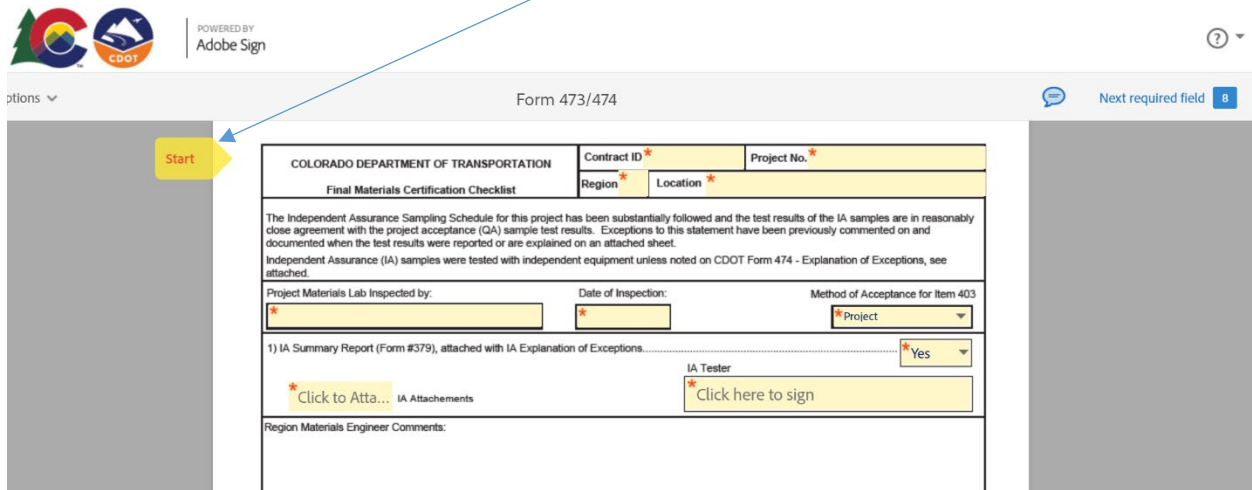 CDOT
POWERED BY
Adobe Sign
ptions
Form 473/474
Next required field 8
Start
COLORADO DEPARTMENT OF TRANSPORTATION
Final Materials Certification Checklist
Contract ID*
Project No.*
Region*
Location *
The Independent Assurance Sampling Schedule for this project has been substantially followed and the test results of the IA samples are in reasonably
close agreement with the project acceptance (QA) sample test results. Exceptions to this statement have been previously commented on and
documented when the test results were reported or are explained on an attached sheet.
Independent Assurance (IA) samples were tested with independent equipment unless noted on CDOT Form 474 - Explanation of Exceptions, see
attached.
Project Materials Lab Inspected by:
*
Date of Inspection:
*
Method of Acceptance for Item 403
*Project
1) IA Summary Report (Form #379), attached with IA Explanation of Exceptions.......... *Yes
IA Tester
*Click to Atta... IA Attachements
*Click here to sign
Region Materials Engineer Comments: